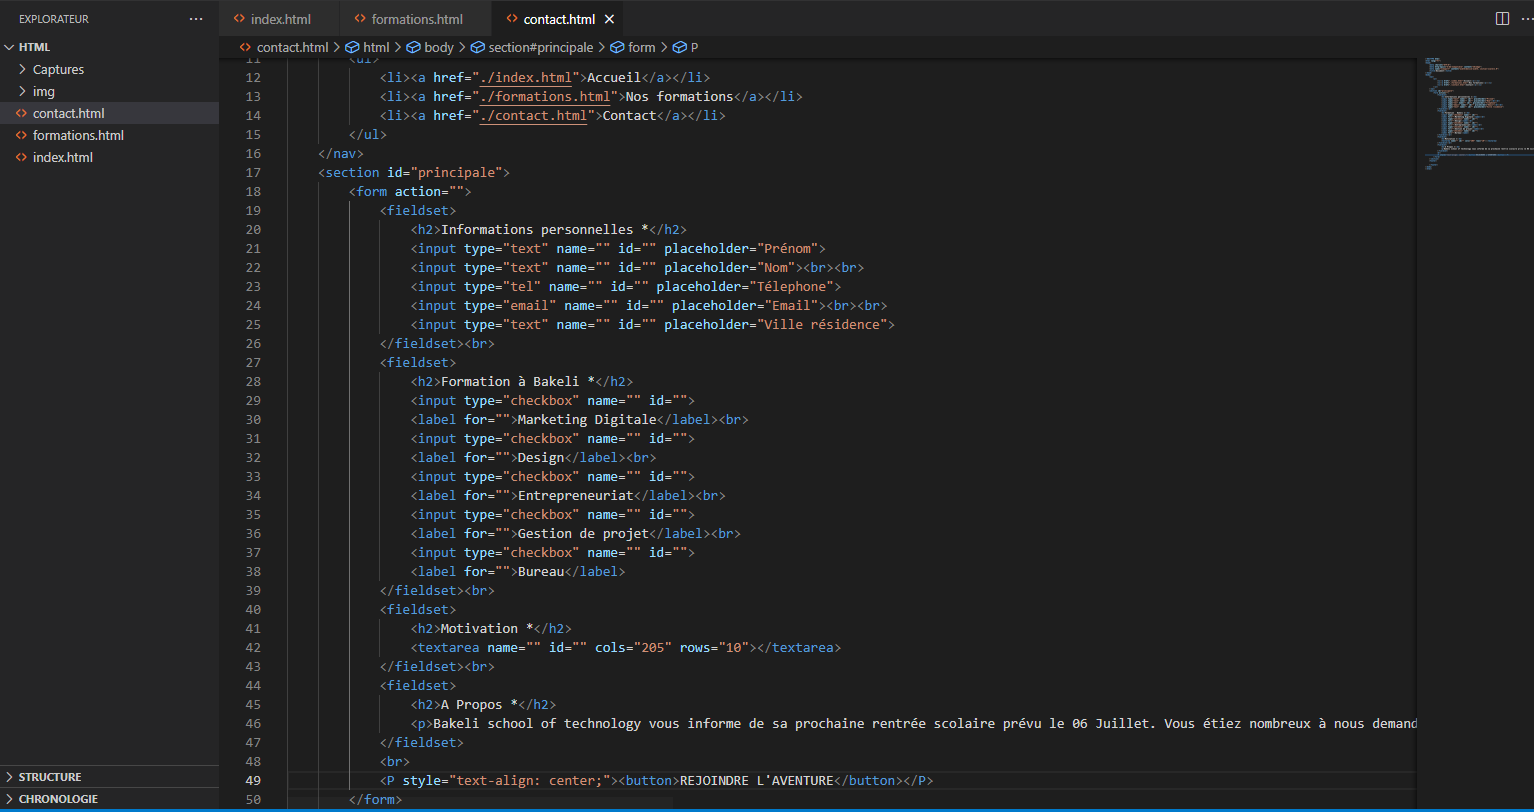 EXPLORATEUR ···
HTML
Captures
img
contact.html
formations.html
index.html
STRUCTURE
CHRONOLOGIE
index.html formations.html contact.html
contact.html > html > body > section#principale > form > P
11 <ul>
12 <li><a href="./index.html">Accueil</a></li>
13 <li><a href="./formations.html">Nos formations</a></li>
14 <li><a href="./contact.html">Contact</a></li>
15 </ul>
16 </nav>
17 <section id="principale">
18 <form action="">
19 <fieldset>
20 <h2>Informations personnelles *</h2>
21 <input type="text" name="" id="" placeholder="Prénom">
22 <input type="text" name="" id="" placeholder="Nom"><br><br>
23 <input type="tel" name="" id="" placeholder="Télephone">
24 <input type="email" name="" id="" placeholder="Email"><br><br>
25 <input type="text" name="" id="" placeholder="Ville résidence">
26 </fieldset><br>
27 <fieldset>
28 <h2>Formation à Bakeli *</h2>
29 <input type="checkbox" name="" id="">
30 <label for="">Marketing Digitale</label><br>
31 <input type="checkbox" name="" id="">
32 <label for="">Design</label><br>
33 <input type="checkbox" name="" id="">
34 <label for="">Entrepreneuriat</label><br>
35 <input type="checkbox" name="" id="">
36 <label for="">Gestion de projet</label><br>
37 <input type="checkbox" name="" id="">
38 <label for="">Bureau</label>
39 </fieldset><br>
40 <fieldset>
41 <h2>Motivation *</h2>
42 <textarea name="" id="" cols="205" rows="10"></textarea>
43 </fieldset><br>
44 <fieldset>
45 <h2>A Propos *</h2>
46 <p>Bakeli school of technology vous informe de sa prochaine rentrée scolaire prévu le 06 Juillet. Vous étiez nombreux à nous demand
47 </fieldset>
48 <br>
49 <P style="text-align: center;"><button>REJOINDRE L'AVENTURE</button></P>
50 </form>